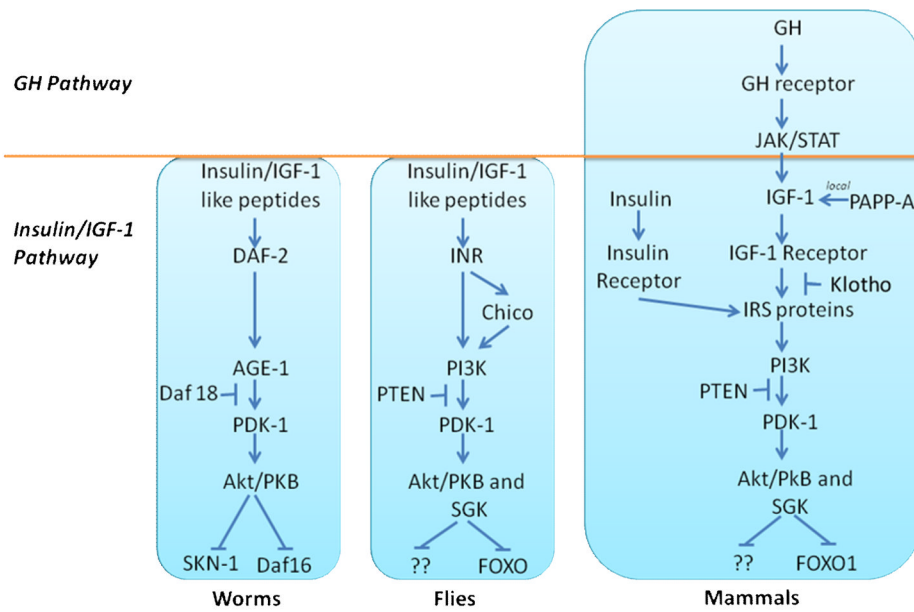 GH Pathway
Insulin/IGF-1
Pathway
Insulin/IGF-1
like peptides
DAF-2
AGE-1
Daf 18
PDK-1
Akt/PKB
SKN-1
Daf16
Worms
Insulin/IGF-1
like peptides
INR
Chico
PI3K
PTEN
PDK-1
Akt/PKB and
SGK
??
FOXO
Flies
GH
GH receptor
JAK/STAT
IGF-1
local
PAPP-A
Insulin
Insulin
Receptor
IGF-1 Receptor
Klotho
IRS proteins
PI3K
PTEN
PDK-1
Akt/PkB and
SGK
??
FOXO1
Mammals